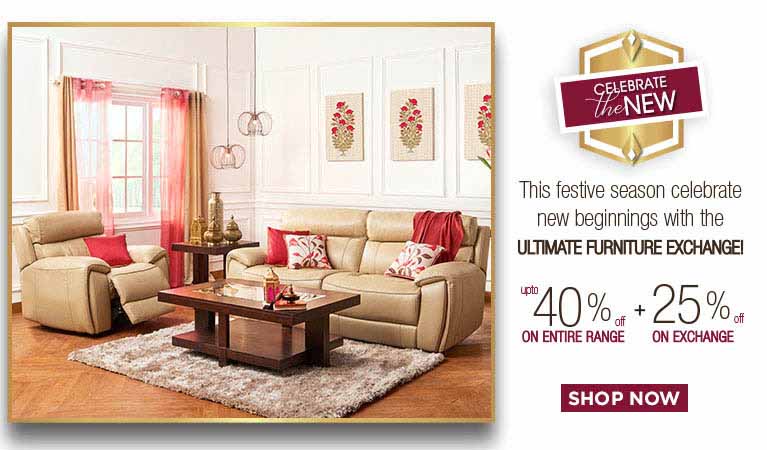 CELEBRATE
the NEW
This festive season celebrate
new beginnings with the
ULTIMATE FURNITURE EXCHANGE!
upto 40% off + 25% off
ON ENTIRE RANGE ON EXCHANGE
SHOP NOW